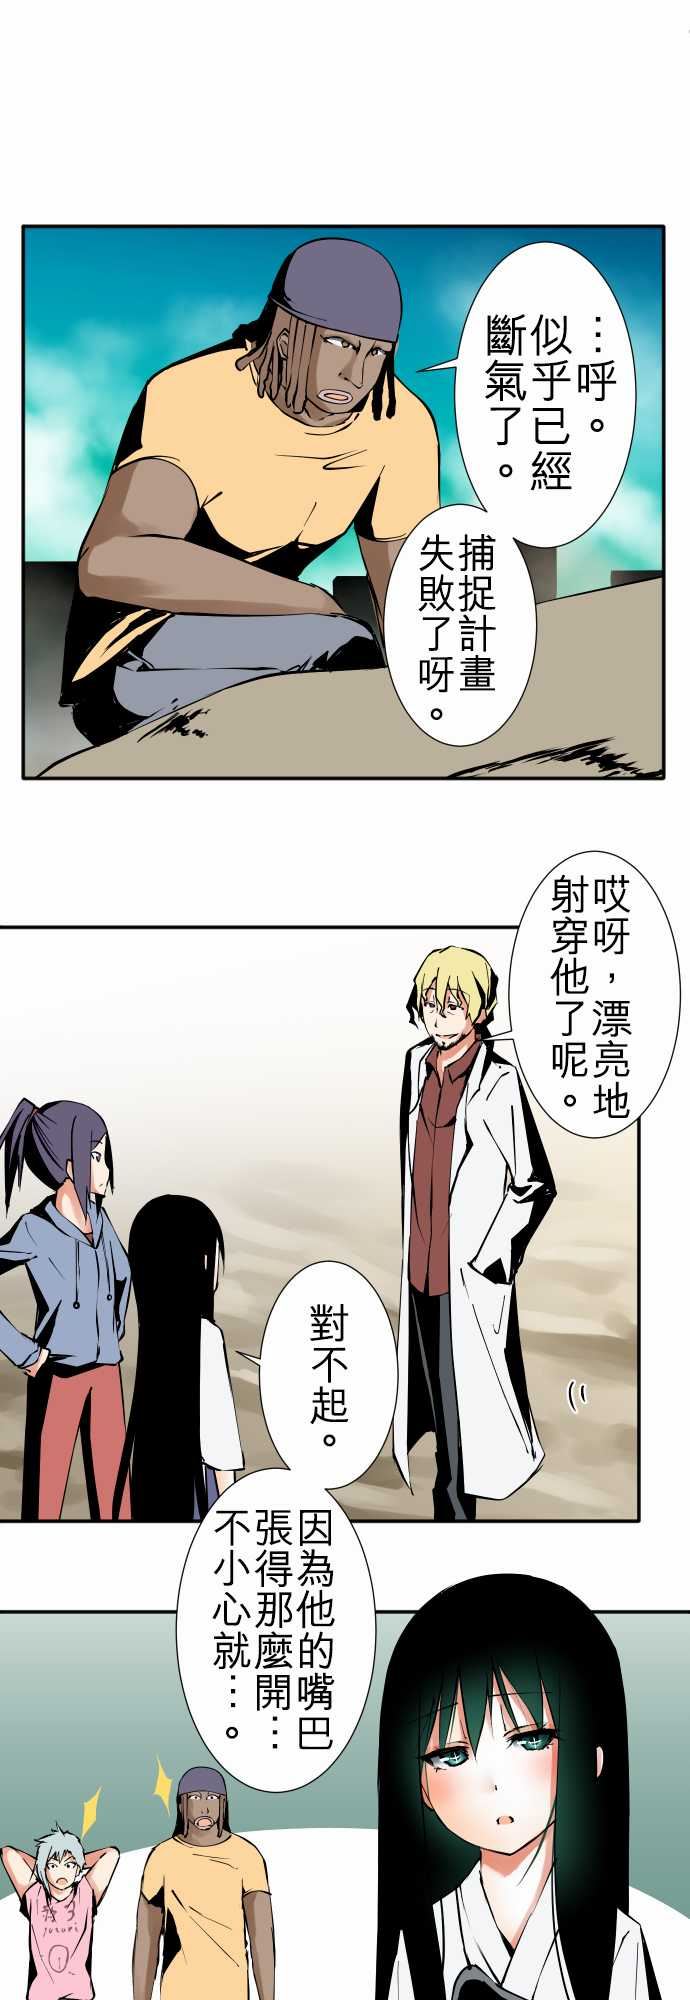 …呼。
似乎已經
斷氣了。
捕捉計畫
失敗了呀。
哎呀，漂亮地
射穿他了呢。
對不起。
因為他的嘴巴
張得那麼開…
不小心就…。